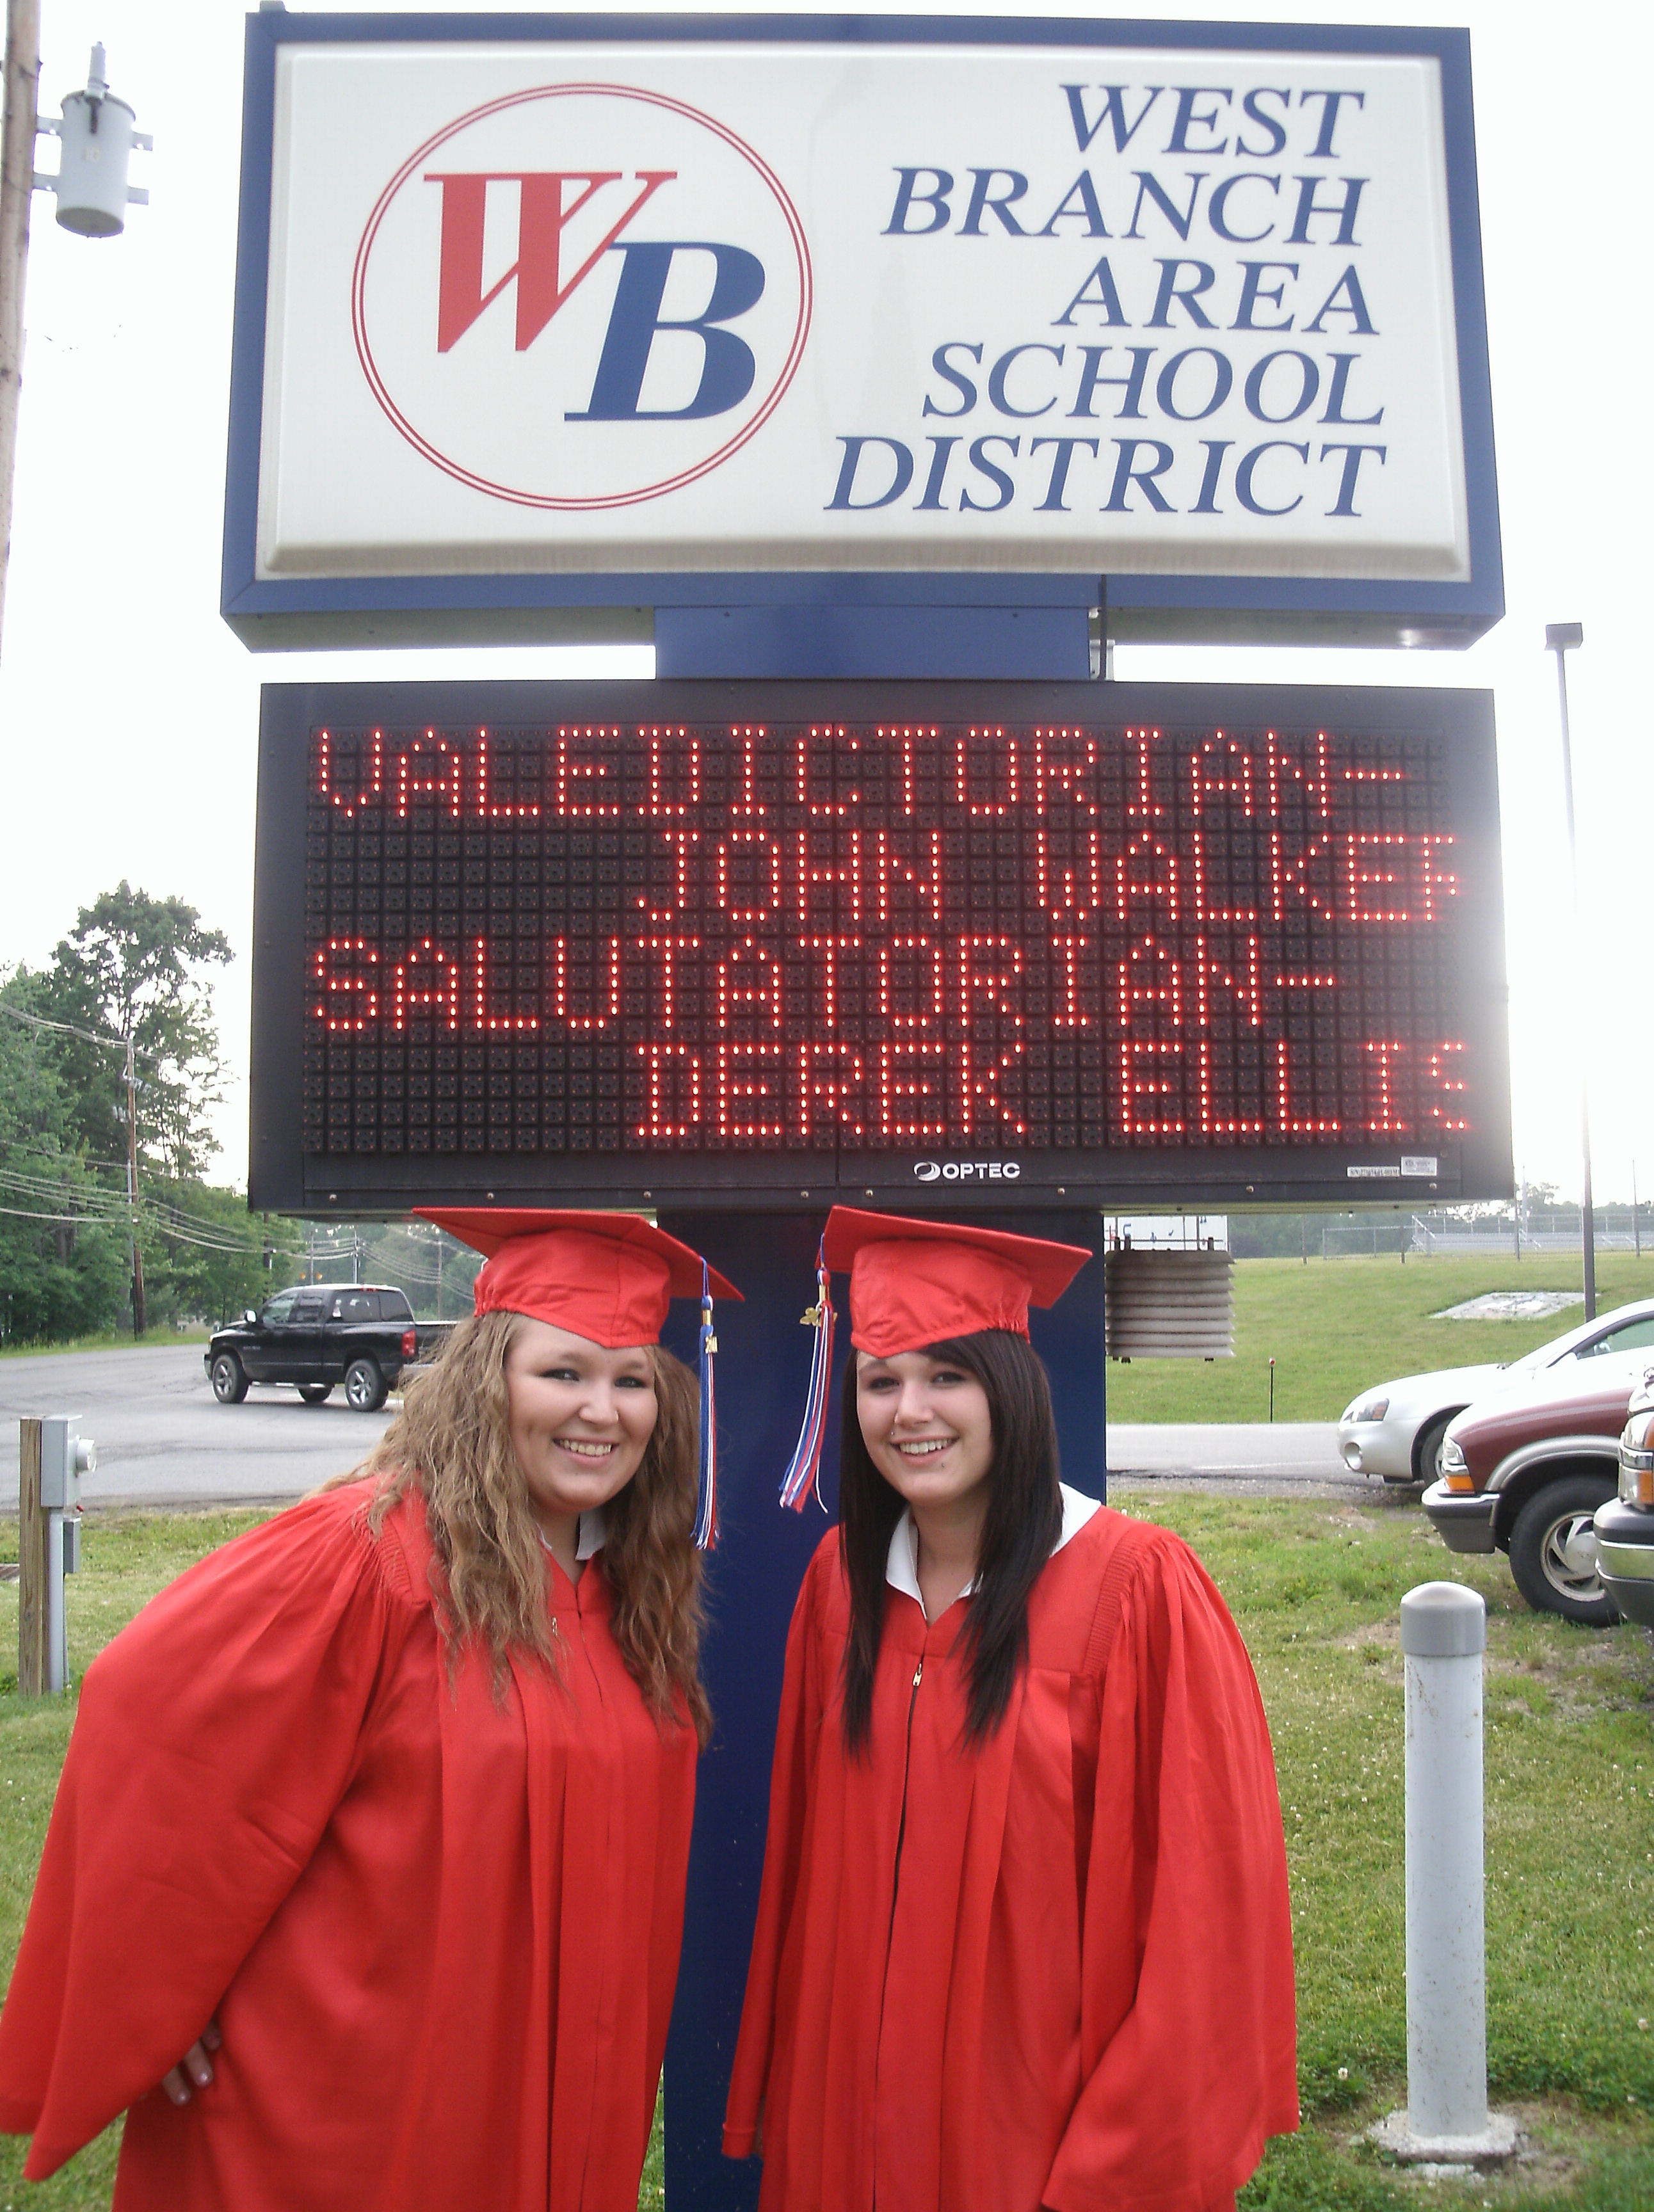 WB
WEST
BRANCH
AREA
SCHOOL
DISTRICT
VALEDICTORIAN-
JOHN WALKER
SALUTATORIAN-
DEREK ELLIS
OPTEC